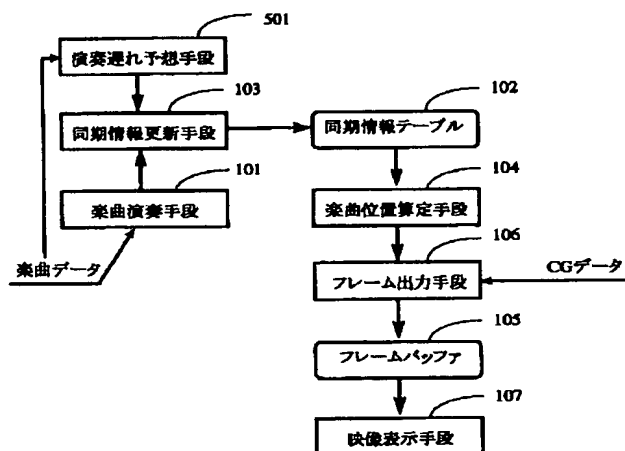 501
演奏遅れ予想手段
103
同期情報更新手段
102
同期情報テーブル
101
楽曲演奏手段
104
楽曲位置算定手段
楽曲データ
106
フレーム出力手段
CGデータ
105
フレームバッファ
107
映像表示手段